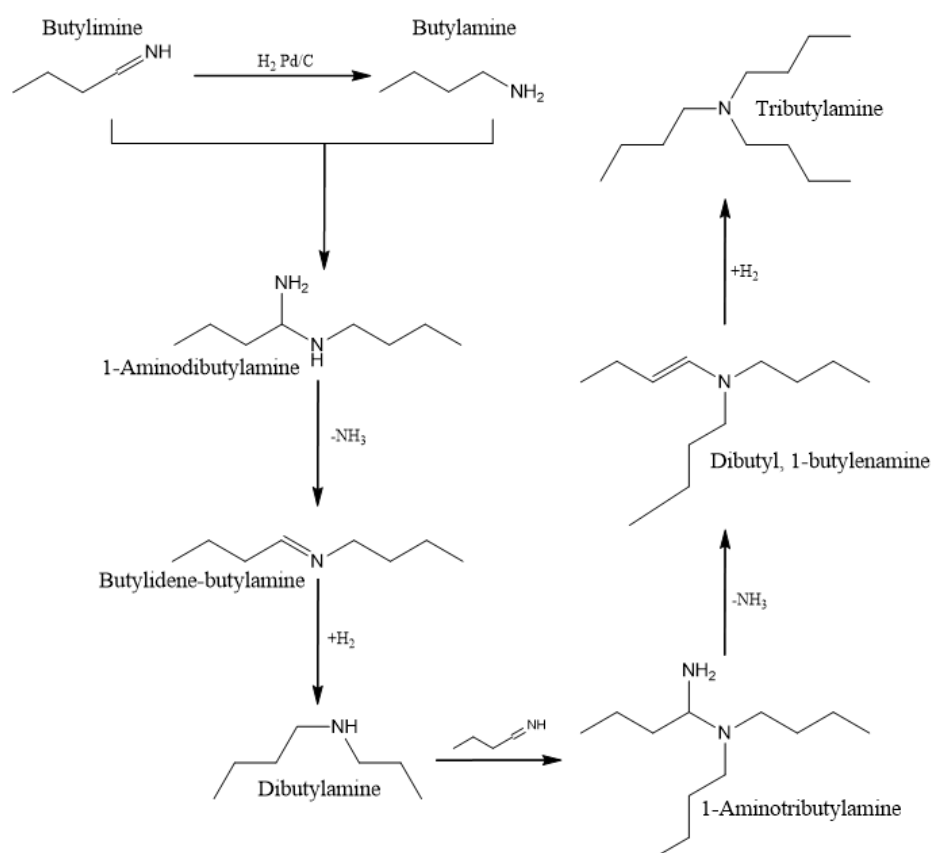 Butylimine
NH
H2 Pd/C
Butylamine
NH2
NH2
N
H
1-Aminodibutylamine
-NH3
N
Butylidene-butylamine
+H2
NH
Dibutylamine
NH
NH2
N
1-Aminotributylamine
-NH3
N
Dibutyl, 1-butylenamine
+H2
N
Tributylamine